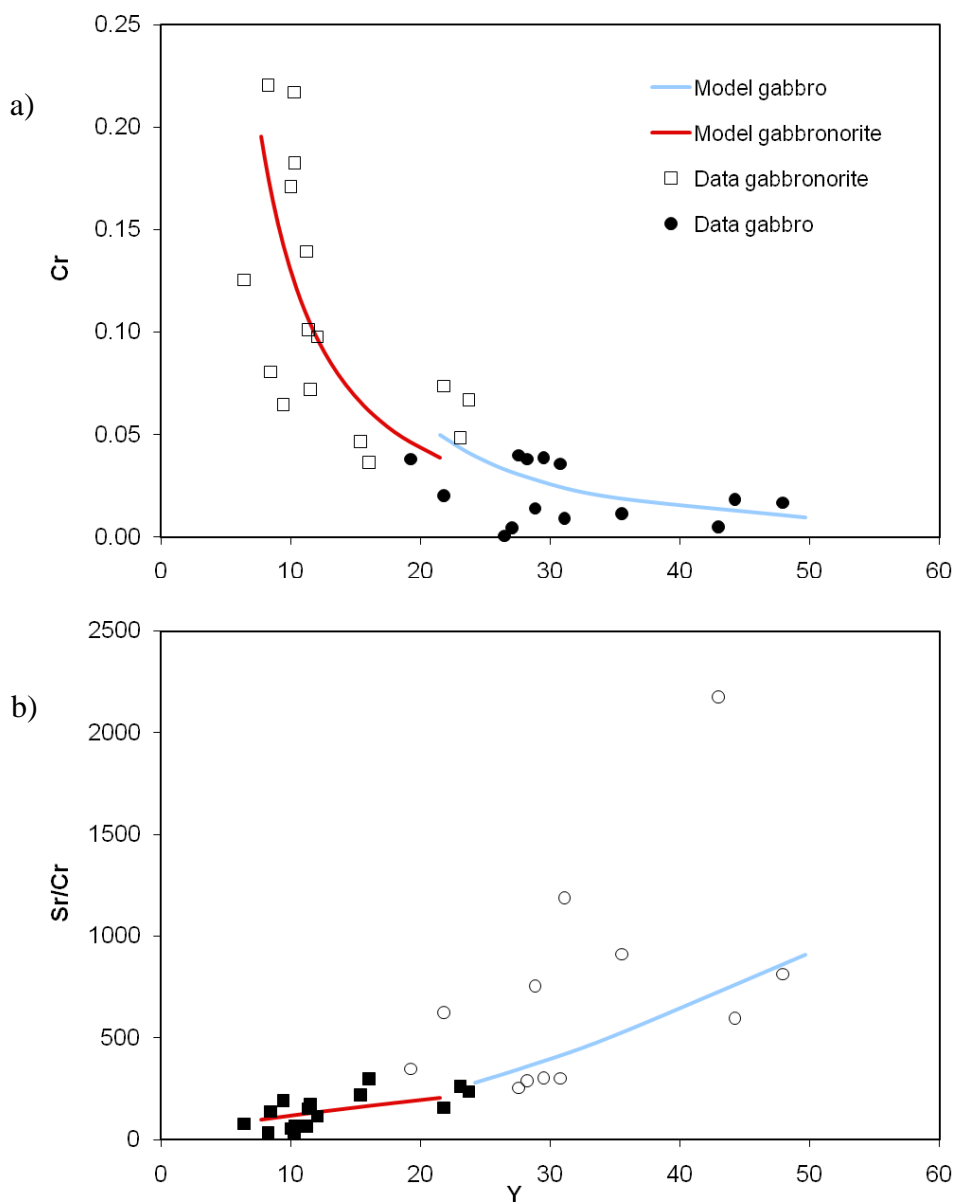 a)
Cr
0.25
0.20
0.15
0.10
0.05
0.00
0 10 20 30 40 50 60
Model gabbro
Model gabbronorite
Data gabbronorite
Data gabbro
b)
Sr/Cr
2500
2000
1500
1000
500
0
0 10 20 30 40 50 60
Y